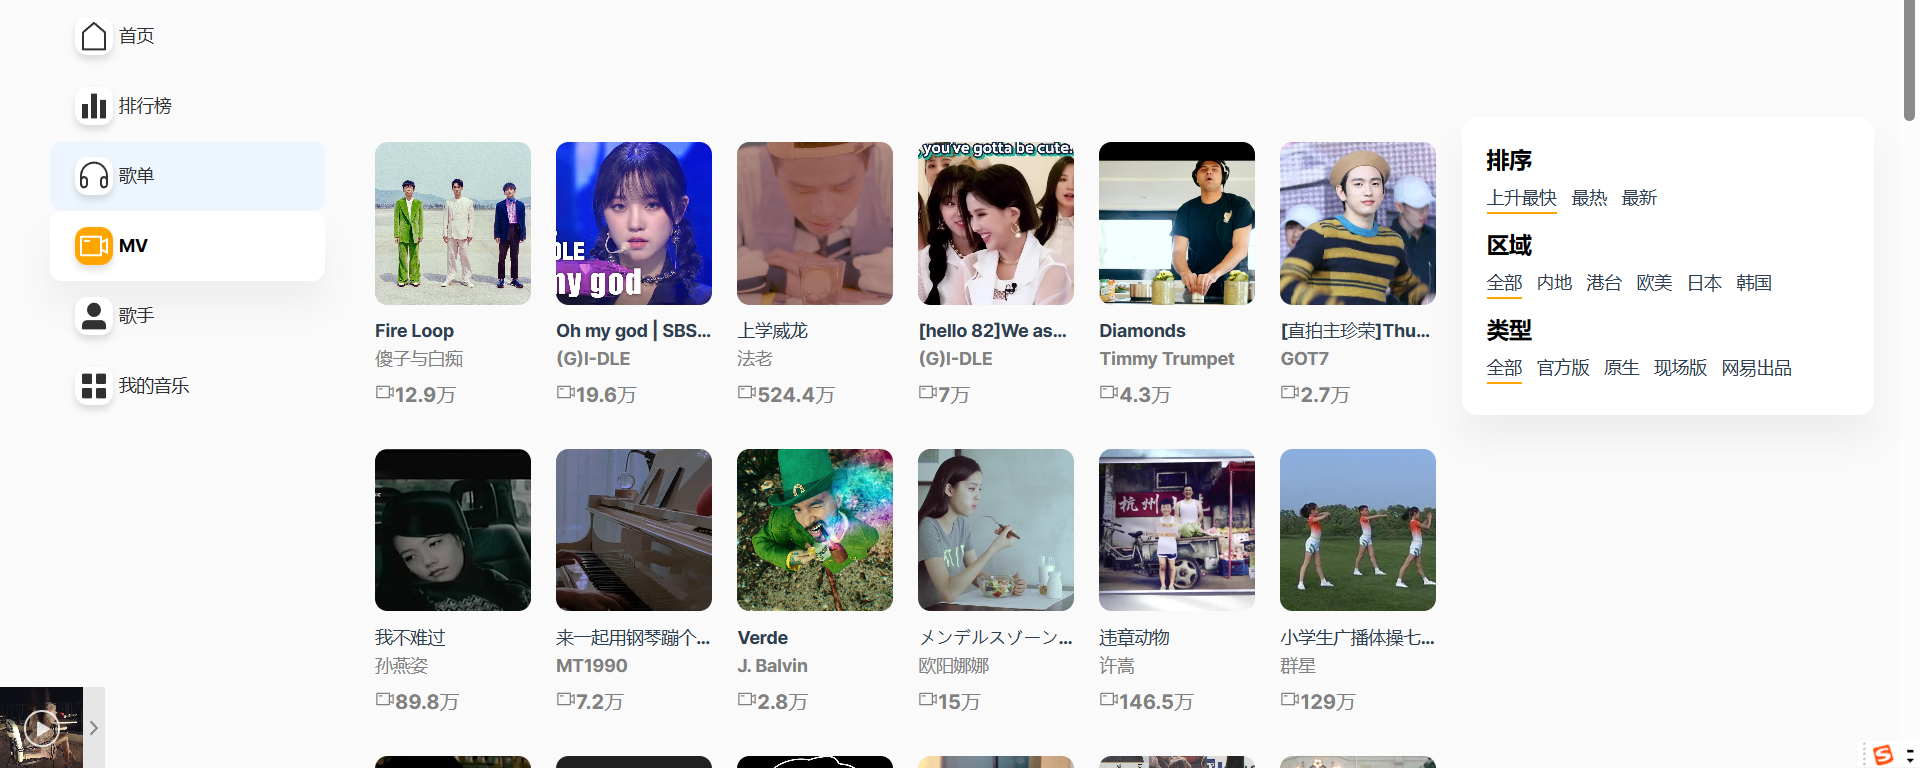 首页
排行榜
歌单
MV
歌手
我的音乐
DLE
my god
you've gotta be cute.
Fire Loop
傻子与白痴
12.9万
Oh my god | SBS...
(G)I-DLE
19.6万
上学威龙
法老
524.4万
[hello 82]We as...
(G)I-DLE
7万
Diamonds
Timmy Trumpet
4.3万
[直拍主珍荣]Thu...
GOT7
2.7万
杭州
我不难过
孙燕姿
89.8万
来一起用钢琴蹦个...
MT1990
7.2万
Verde
J. Balvin
2.8万
メンデルスゾーン...
欧阳娜娜
15万
违章动物
许嵩
146.5万
小学生广播体操七...
群星
129万
排序
上升最快 最热 最新
区域
全部 内地 港台 欧美 日本 韩国
类型
全部 官方版 原生 现场版 网易出品